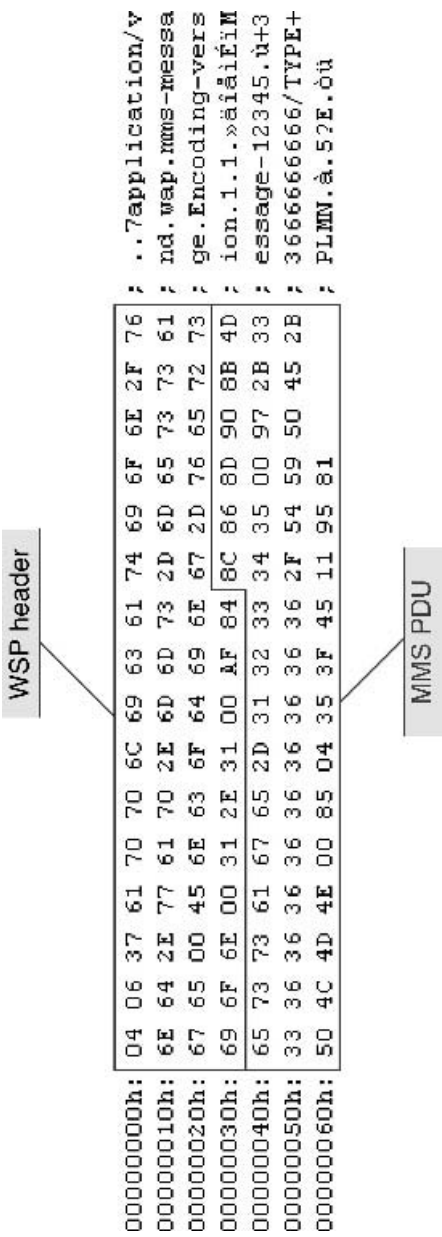 WSP header
00000000h: 04 06 37 61 70 70 6C 69 63 61 74 69 6F 6E 2F 76 ; ..7application/v
00000010h: 6E 64 2E 77 61 70 2E 6D 6D 73 2D 6D 65 73 73 61 ; nd.wap.mms-messa
00000020h: 67 65 00 45 6E 63 6F 64 69 6E 67 2D 76 65 72 73 ; ge.Encoding-vers
00000030h: 69 6F 6E 00 31 2E 31 00 AF 84 8C 86 8D 90 8B 4D ; ion.1.1.»äîåìÉïM
00000040h: 65 73 73 61 67 65 2D 31 32 33 34 35 00 97 2B 33 ; essage-12345.ù+3
00000050h: 33 36 36 36 36 36 36 36 36 36 2F 54 59 50 45 2B ; 3666666666/TYPE+
00000060h: 50 4C 4D 4E 00 85 04 35 3F 45 11 95 81 ; PLMN.à.5?E.òü
MMS PDU